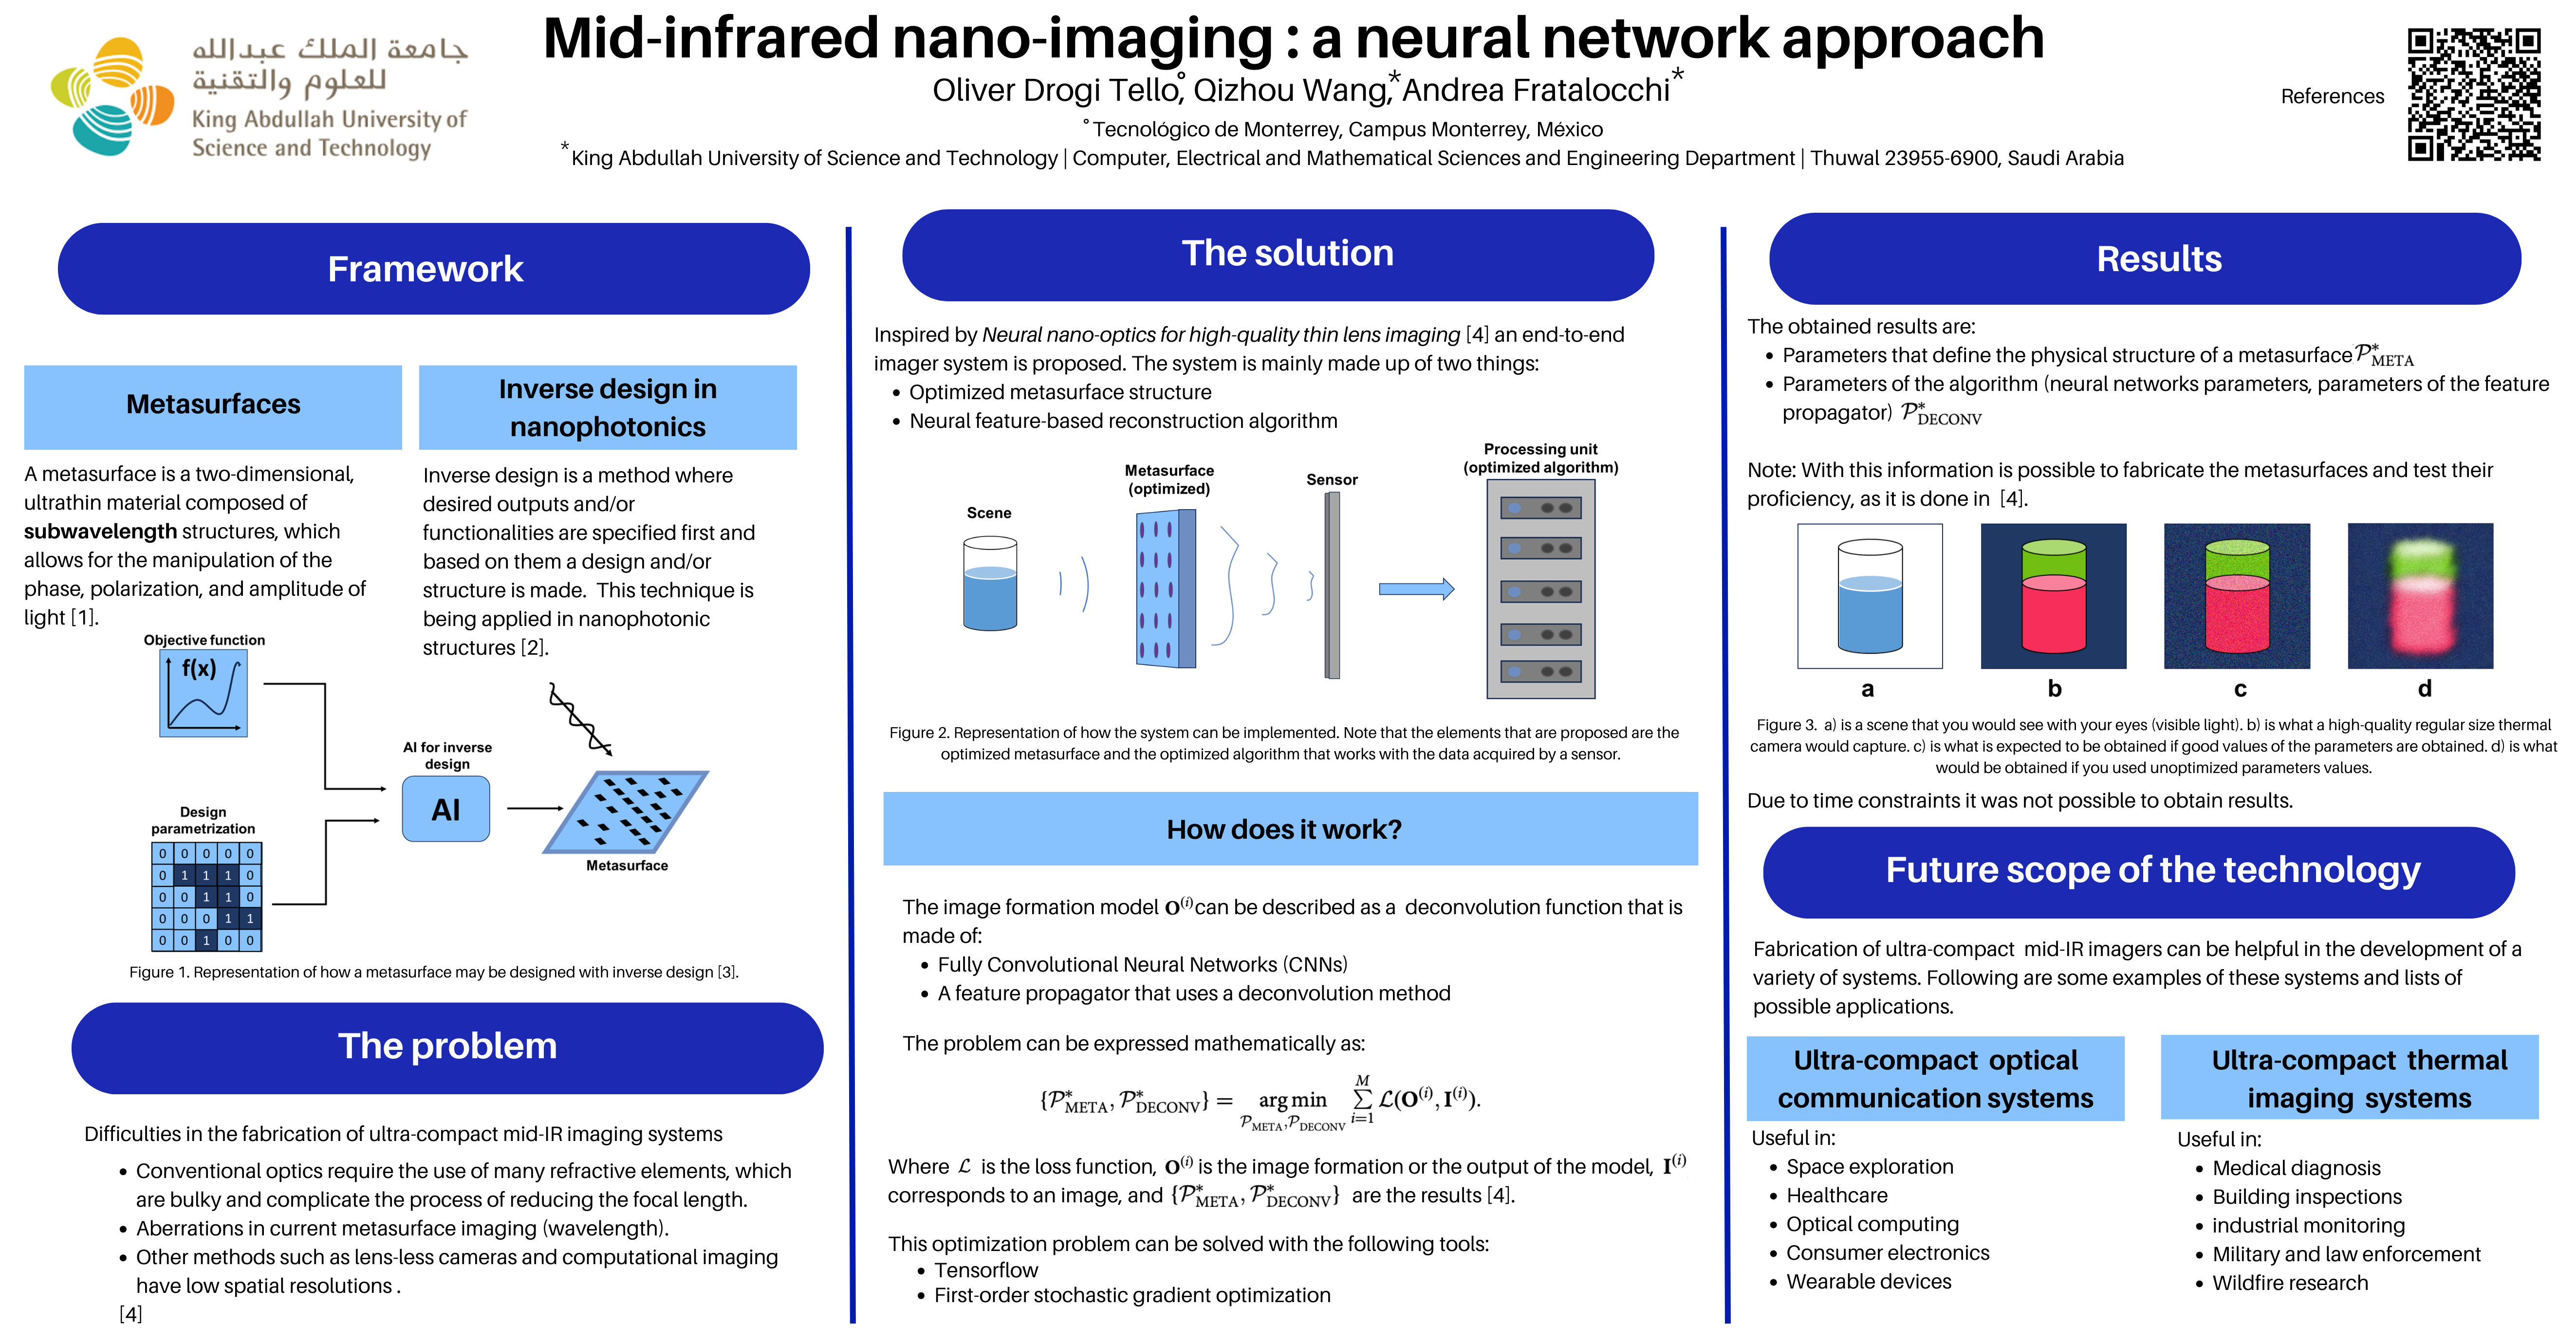 جامعة الملك عبدالله
للعلوم والتقنية
King Abdullah University of
Science and Technology
Mid-infrared nano-imaging : a neural network approach
Oliver Drogi Tello°, Qizhou Wang,* Andrea Fratalocchi*
° Tecnológico de Monterrey, Campus Monterrey, México
* King Abdullah University of Science and Technology | Computer, Electrical and Mathematical Sciences and Engineering Department | Thuwal 23955-6900, Saudi Arabia
References
Framework
Metasurfaces
A metasurface is a two-dimensional,
ultrathin material composed of
subwavelength structures, which
allows for the manipulation of the
phase, polarization, and amplitude of
light [1].
Inverse design in
nanophotonics
Inverse design is a method where
desired outputs and/or
functionalities are specified first and
based on them a design and/or
structure is made. This technique is
being applied in nanophotonic
structures [2].
Objective function
f(x)
AI for inverse
design
AI
Design
parametrization
0 0 0 0 0
0 1 1 1 0
0 0 1 1 0
0 0 0 1 1
0 0 1 0 0
Metasurface
Figure 1. Representation of how a metasurface may be designed with inverse design [3].
The problem
Difficulties in the fabrication of ultra-compact mid-IR imaging systems
• Conventional optics require the use of many refractive elements, which
are bulky and complicate the process of reducing the focal length.
• Aberrations in current metasurface imaging (wavelength).
• Other methods such as lens-less cameras and computational imaging
have low spatial resolutions .
[4]
The solution
Inspired by Neural nano-optics for high-quality thin lens imaging [4] an end-to-end
imager system is proposed. The system is mainly made up of two things:
• Optimized metasurface structure
• Neural feature-based reconstruction algorithm
Scene
Metasurface
(optimized)
Sensor
Processing unit
(optimized algorithm)
Figure 2. Representation of how the system can be implemented. Note that the elements that are proposed are the
optimized metasurface and the optimized algorithm that works with the data acquired by a sensor.
How does it work?
The image formation model O⁽ⁱ⁾ can be described as a deconvolution function that is
made of:
• Fully Convolutional Neural Networks (CNNs)
• A feature propagator that uses a deconvolution method
The problem can be expressed mathematically as:
{𝒫*META, 𝒫*DECONV} = arg min 𝒫META,𝒫DECONV ∑ i=1 M ℒ(O⁽ⁱ⁾, I⁽ⁱ⁾).
Where ℒ is the loss function, O⁽ⁱ⁾ is the image formation or the output of the model, I⁽ⁱ⁾
corresponds to an image, and {𝒫*META, 𝒫*DECONV} are the results [4].
This optimization problem can be solved with the following tools:
• Tensorflow
• First-order stochastic gradient optimization
Results
The obtained results are:
• Parameters that define the physical structure of a metasurface 𝒫*META
• Parameters of the algorithm (neural networks parameters, parameters of the feature
propagator) 𝒫*DECONV
Note: With this information is possible to fabricate the metasurfaces and test their
proficiency, as it is done in [4].
a b c d
Figure 3. a) is a scene that you would see with your eyes (visible light). b) is what a high-quality regular size thermal
camera would capture. c) is what is expected to be obtained if good values of the parameters are obtained. d) is what
would be obtained if you used unoptimized parameters values.
Due to time constraints it was not possible to obtain results.
Future scope of the technology
Fabrication of ultra-compact mid-IR imagers can be helpful in the development of a
variety of systems. Following are some examples of these systems and lists of
possible applications.
Ultra-compact optical
communication systems
Useful in:
• Space exploration
• Healthcare
• Optical computing
• Consumer electronics
• Wearable devices
Ultra-compact thermal
imaging systems
Useful in:
• Medical diagnosis
• Building inspections
• industrial monitoring
• Military and law enforcement
• Wildfire research